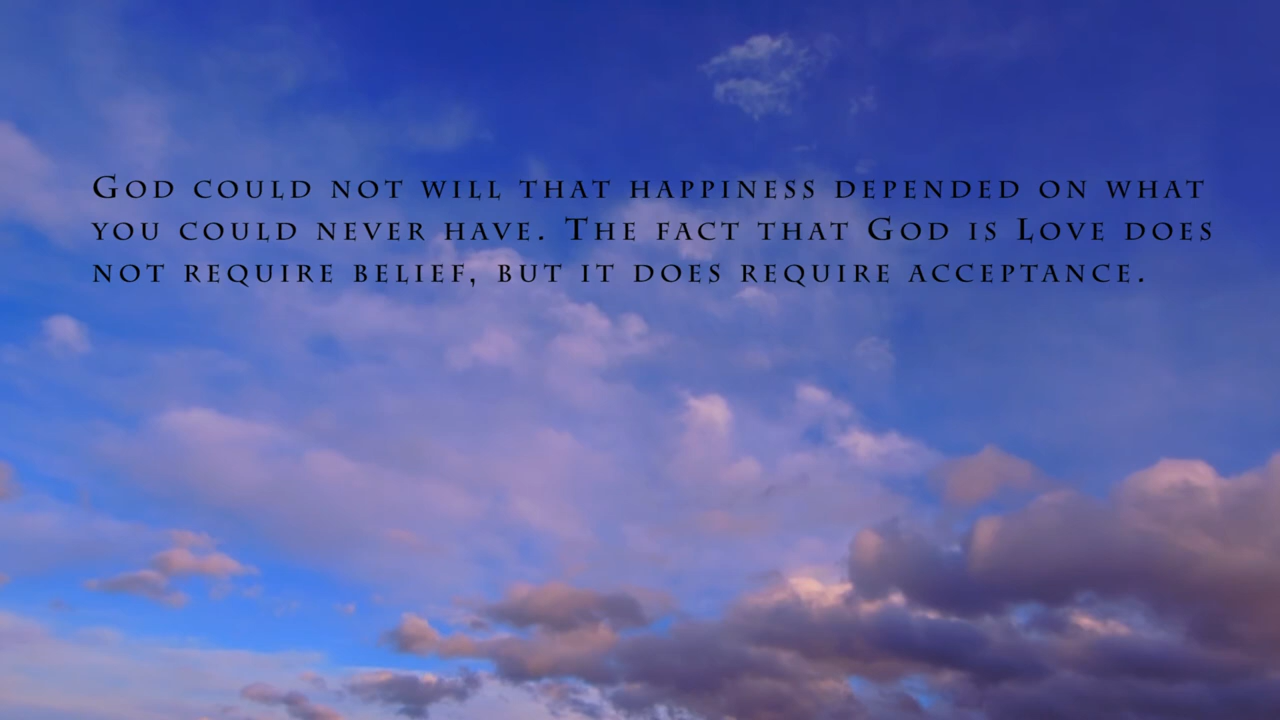 God could not will that happiness depended on what
you could never have. The fact that God is Love does
not require belief, but it does require acceptance.